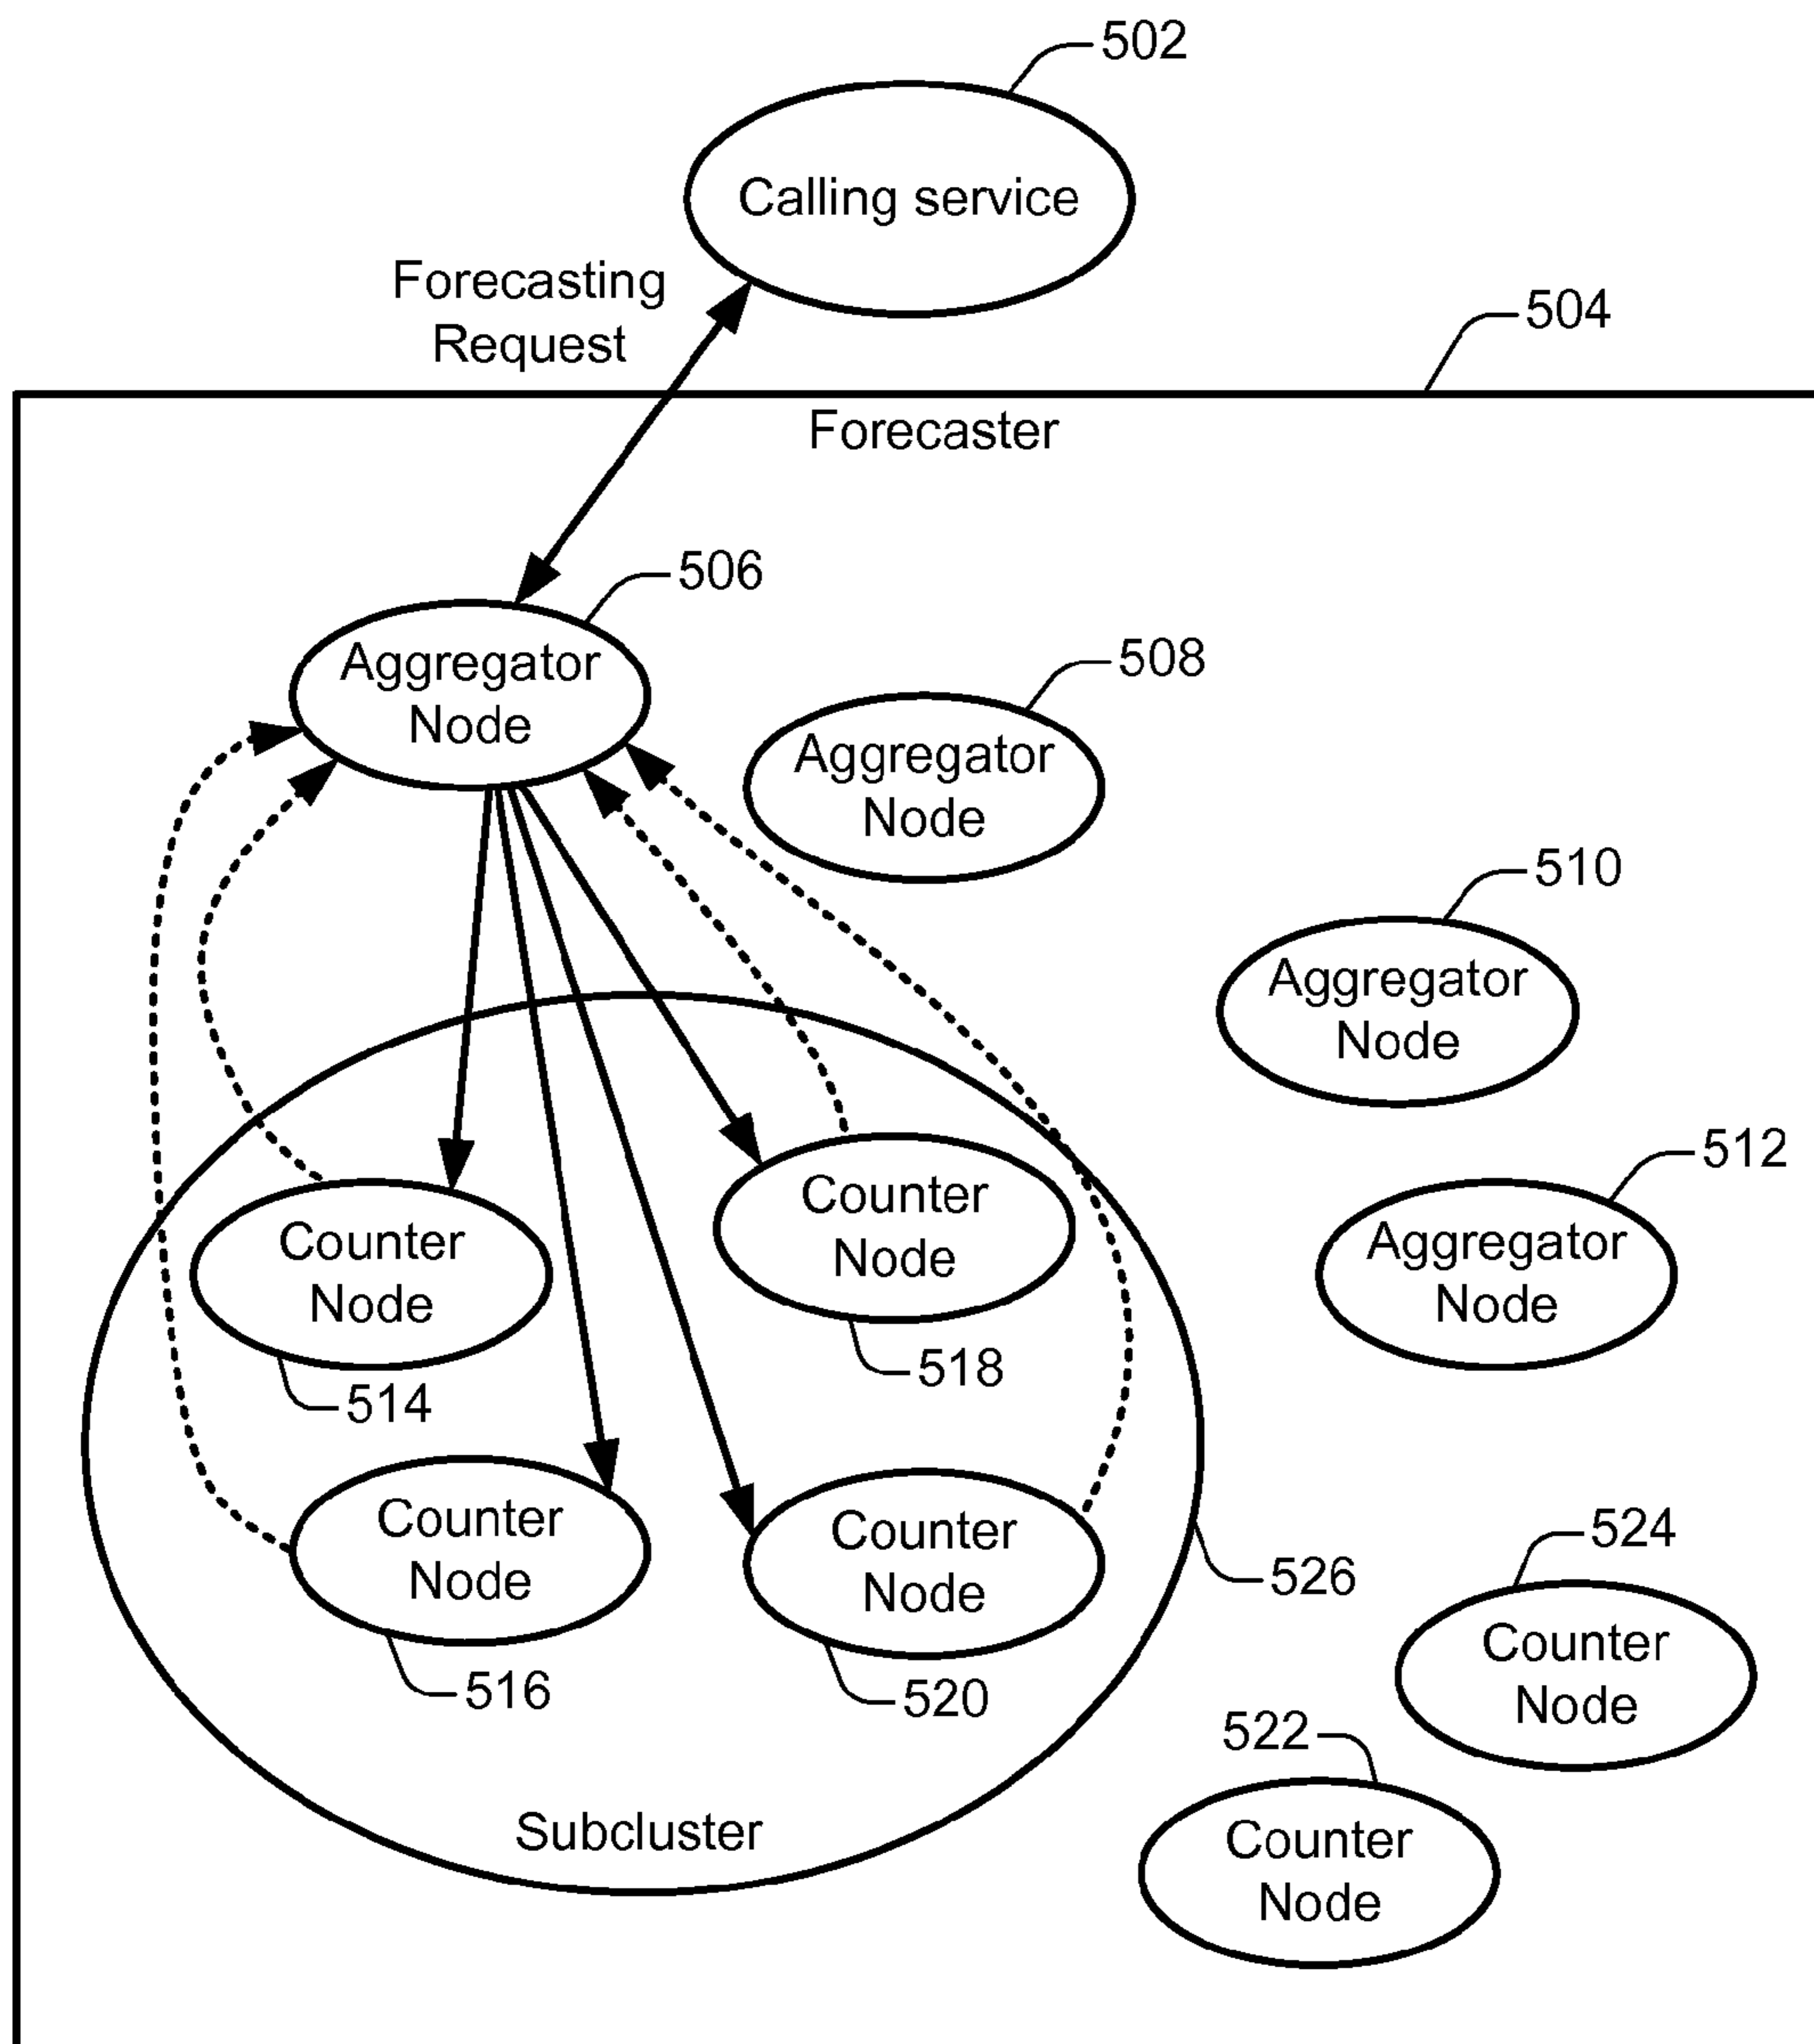 502
Calling service
Forecasting
Request
504
Forecaster
506
Aggregator
Node
508
Aggregator
Node
510
Aggregator
Node
512
Aggregator
Node
Counter
Node
514
Counter
Node
518
Counter
Node
516
Counter
Node
520
526
524
Counter
Node
522
Counter
Node
Subcluster